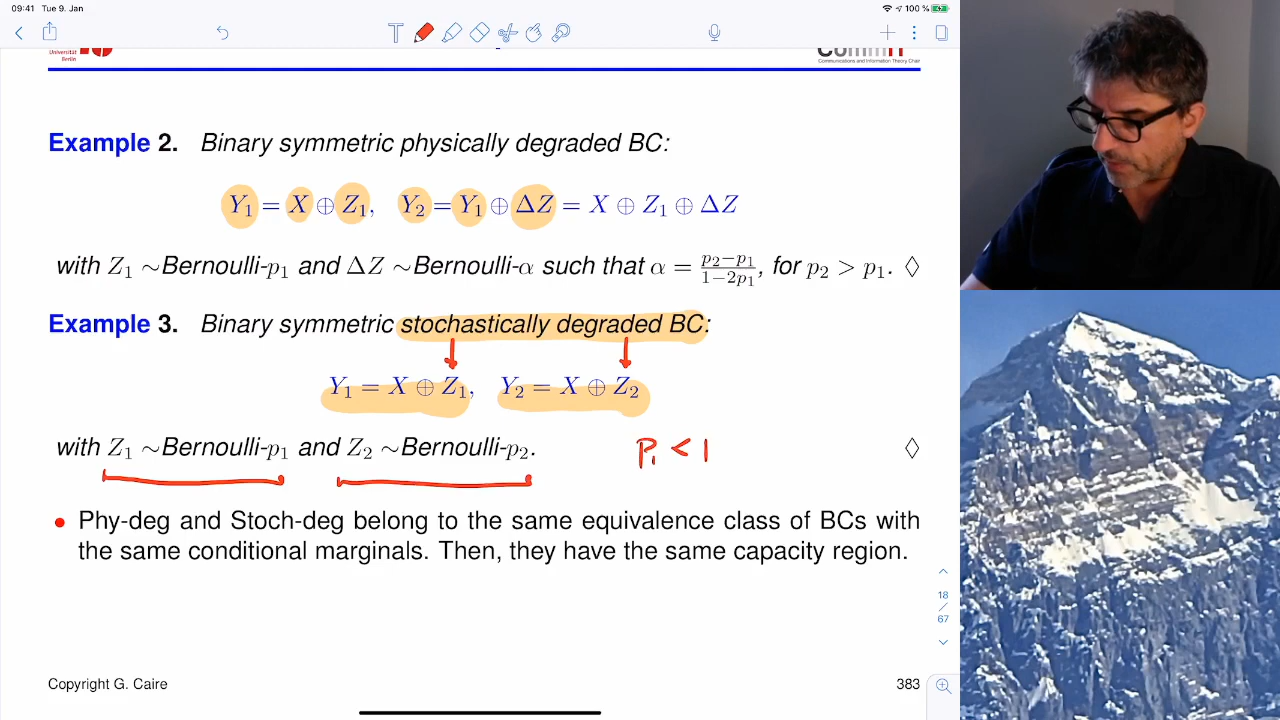 09:41 Tue 9. Jan
100 %
Universität
Berlin
CommIT
Communications and Information Theory Chair
Example 2. Binary symmetric physically degraded BC:
Y₁ = X ⊕ Z₁, Y₂ = Y₁ ⊕ ΔZ = X ⊕ Z₁ ⊕ ΔZ
with Z₁ ∼Bernoulli-p₁ and ΔZ ∼Bernoulli-α such that α = (p₂−p₁)/(1−2p₁), for p₂ > p₁. ◊
Example 3. Binary symmetric stochastically degraded BC:
Y₁ = X ⊕ Z₁, Y₂ = X ⊕ Z₂
with Z₁ ∼Bernoulli-p₁ and Z₂ ∼Bernoulli-p₂. P₁ < ◊
• Phy-deg and Stoch-deg belong to the same equivalence class of BCs with
the same conditional marginals. Then, they have the same capacity region.
18
/
67
Copyright G. Caire
383